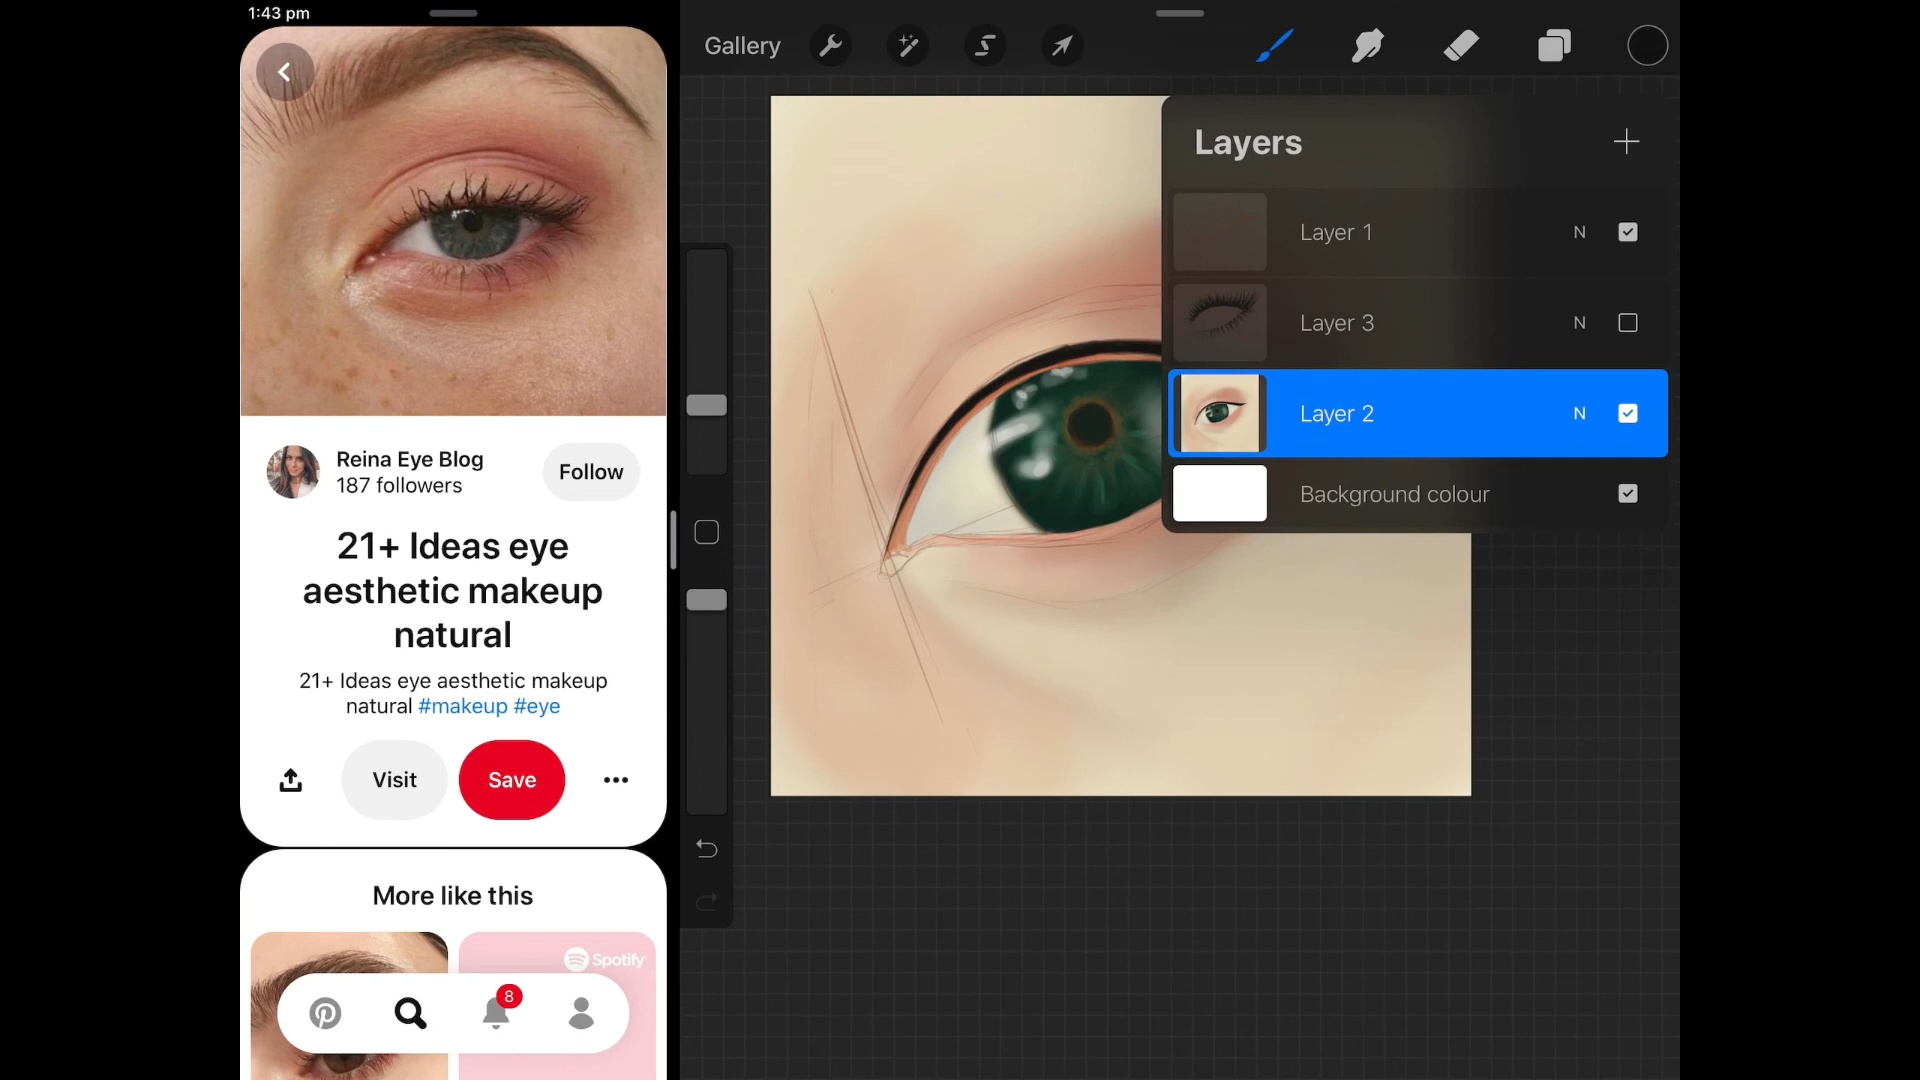 1:43 pm
Reina Eye Blog
187 followers
Follow
21+ Ideas eye
aesthetic makeup
natural
21+ Ideas eye aesthetic makeup
natural #makeup #eye
Visit
Save
More like this
Spotify
8
Gallery
Layers
Layer 1
N
Layer 3
N
Layer 2
N
Background colour